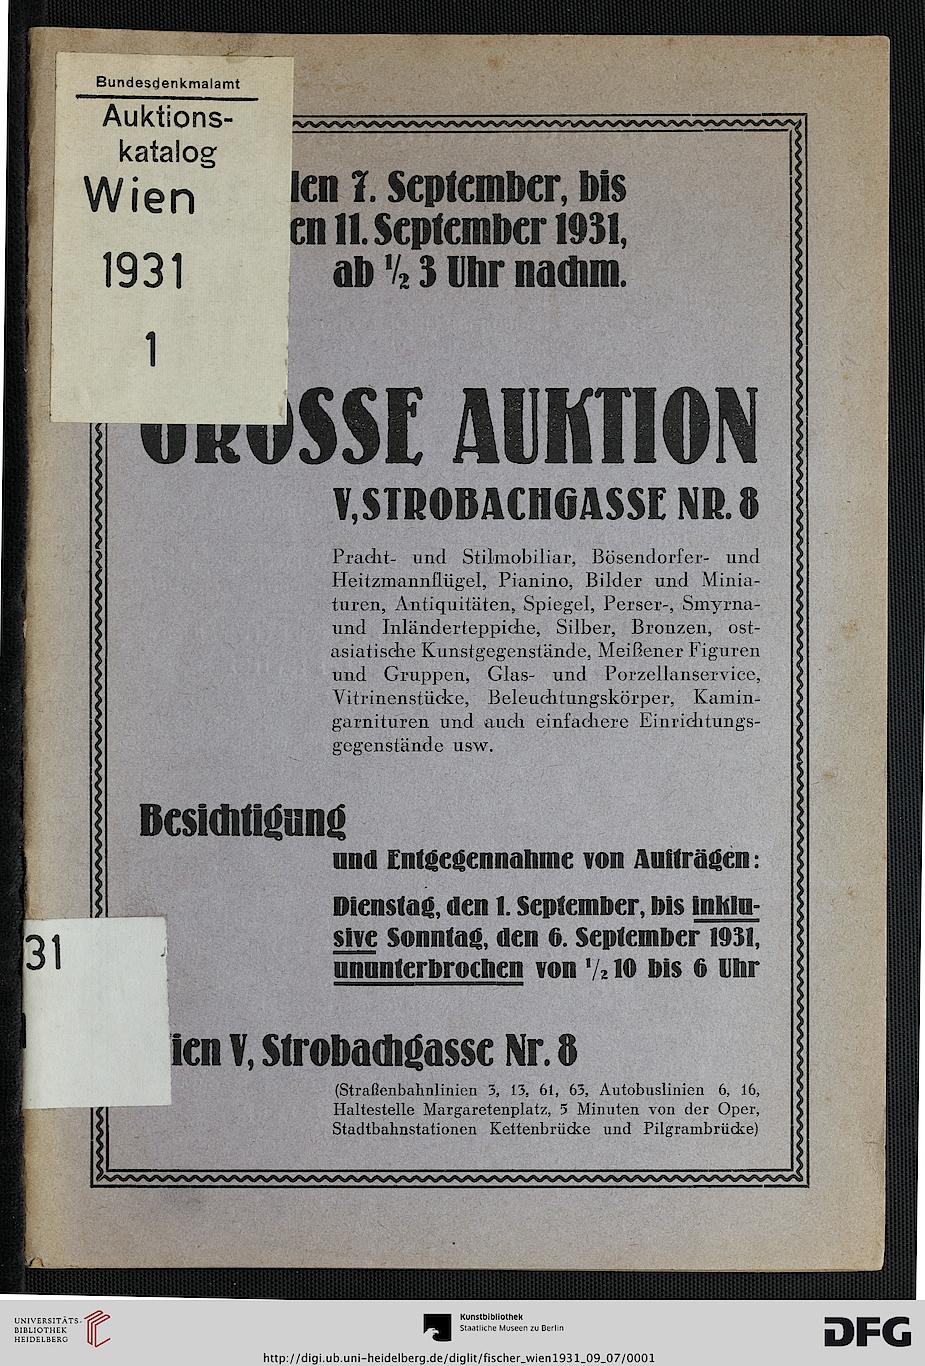 Bundesdenkmalamt
Auktions-
katalog
Wien
1931
1
7. September, bis
11. September 1931,
ab 1/2 3 Uhr nachm.
GROSSE AUKTION
V, STROBACHGASSE NR. 8
Pracht- und Stilmobiliar, Bösendorfer- und
Heitzmannflügel, Pianino, Bilder und Minia-
turen, Antiquitäten, Spiegel, Perser-, Smyrna-
und Inländerteppiche, Silber, Bronzen, ost-
asiatische Kunstgegenstände, Meißener Figuren
und Gruppen, Glas- und Porzellanservice,
Vitrinenstücke, Beleuchtungskörper, Kamin-
garnituren und auch einfachere Einrichtungs-
gegenstände usw.
Besichtigung
und Entgegennahme von Aufträgen:
Dienstag, den 1. September, bis inklu-
sive Sonntag, den 6. September 1931,
ununterbrochen von 1/2 10 bis 6 Uhr
31
ien V, Strobachgasse Nr. 8
(Straßenbahnlinien 3, 13, 61, 63, Autobuslinien 6, 16,
Haltestelle Margaretenplatz, 5 Minuten von der Oper,
Stadtbahnstationen Kettenbrücke und Pilgrambrücke)
UNIVERSITÄTS-
BIBLIOTHEK
HEIDELBERG
Kunstbibliothek
Staatliche Museen zu Berlin
DFG
http://digi.ub.uni-heidelberg.de/diglit/fischer_wien1931_09_07/0001